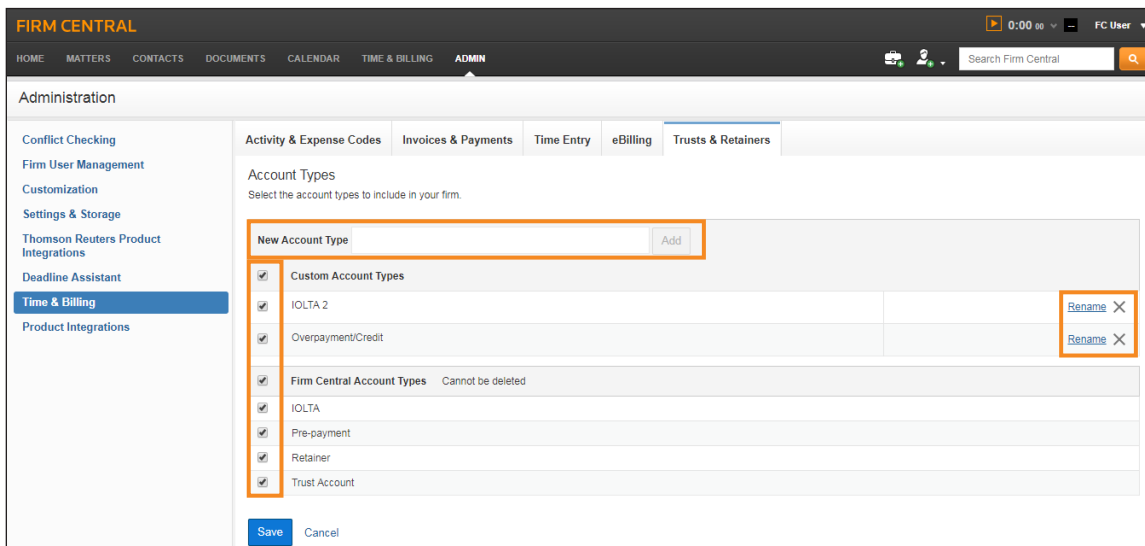 FIRM CENTRAL
0:00 00
FC User
HOME MATTERS CONTACTS DOCUMENTS CALENDAR TIME & BILLING ADMIN
Search Firm Central
Administration
Conflict Checking
Firm User Management
Customization
Settings & Storage
Thomson Reuters Product
Integrations
Deadline Assistant
Time & Billing
Product Integrations
Activity & Expense Codes Invoices & Payments Time Entry eBilling Trusts & Retainers
Account Types
Select the account types to include in your firm.
New Account Type Add
Custom Account Types
IOLTA 2 Rename
Overpayment/Credit Rename
Firm Central Account Types Cannot be deleted
IOLTA
Pre-payment
Retainer
Trust Account
Save Cancel